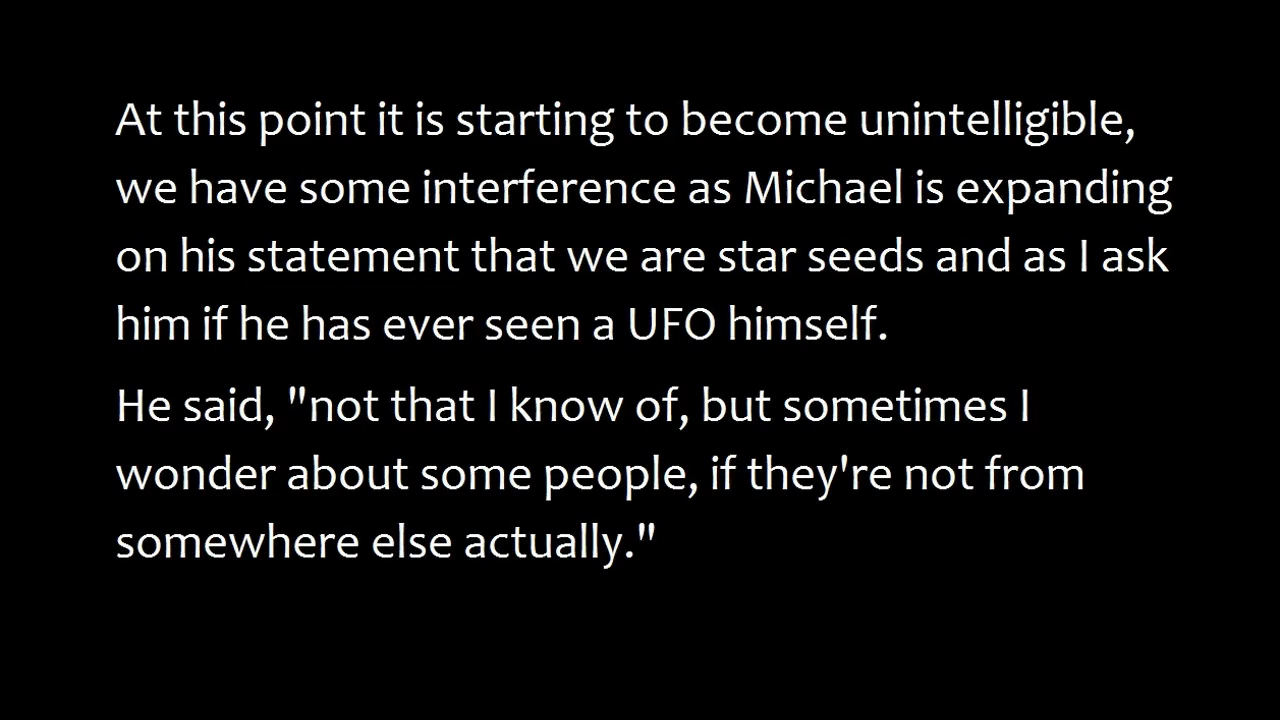 At this point it is starting to become unintelligible,
we have some interference as Michael is expanding
on his statement that we are star seeds and as I ask
him if he has ever seen a UFO himself.
He said, "not that I know of, but sometimes I
wonder about some people, if they're not from
somewhere else actually."